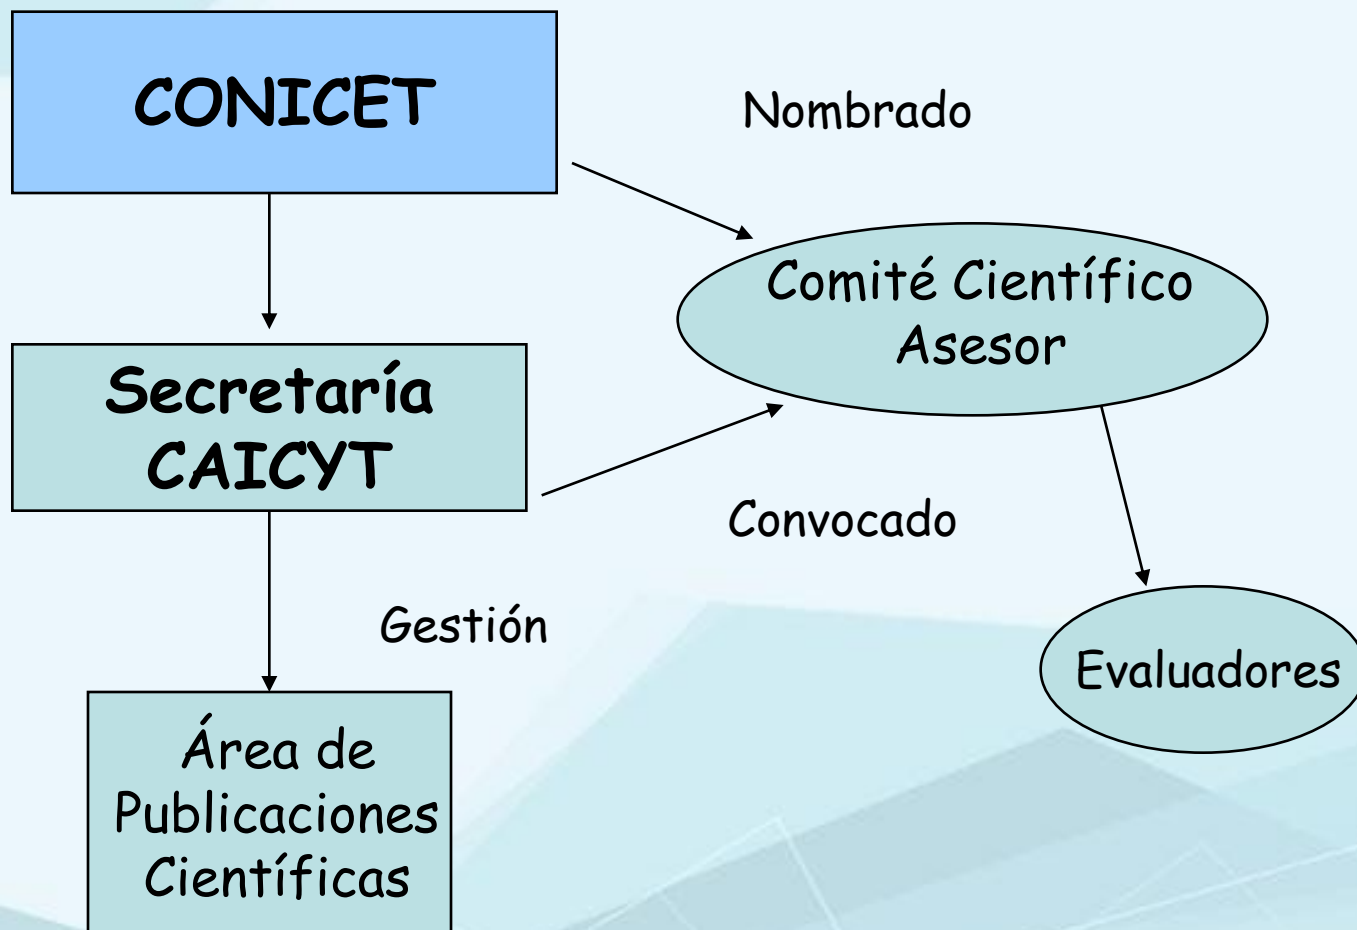 CONICET
Nombrado
Comité Científico
Asesor
Secretaría
CAICYT
Convocado
Gestión
Evaluadores
Área de
Publicaciones
Científicas